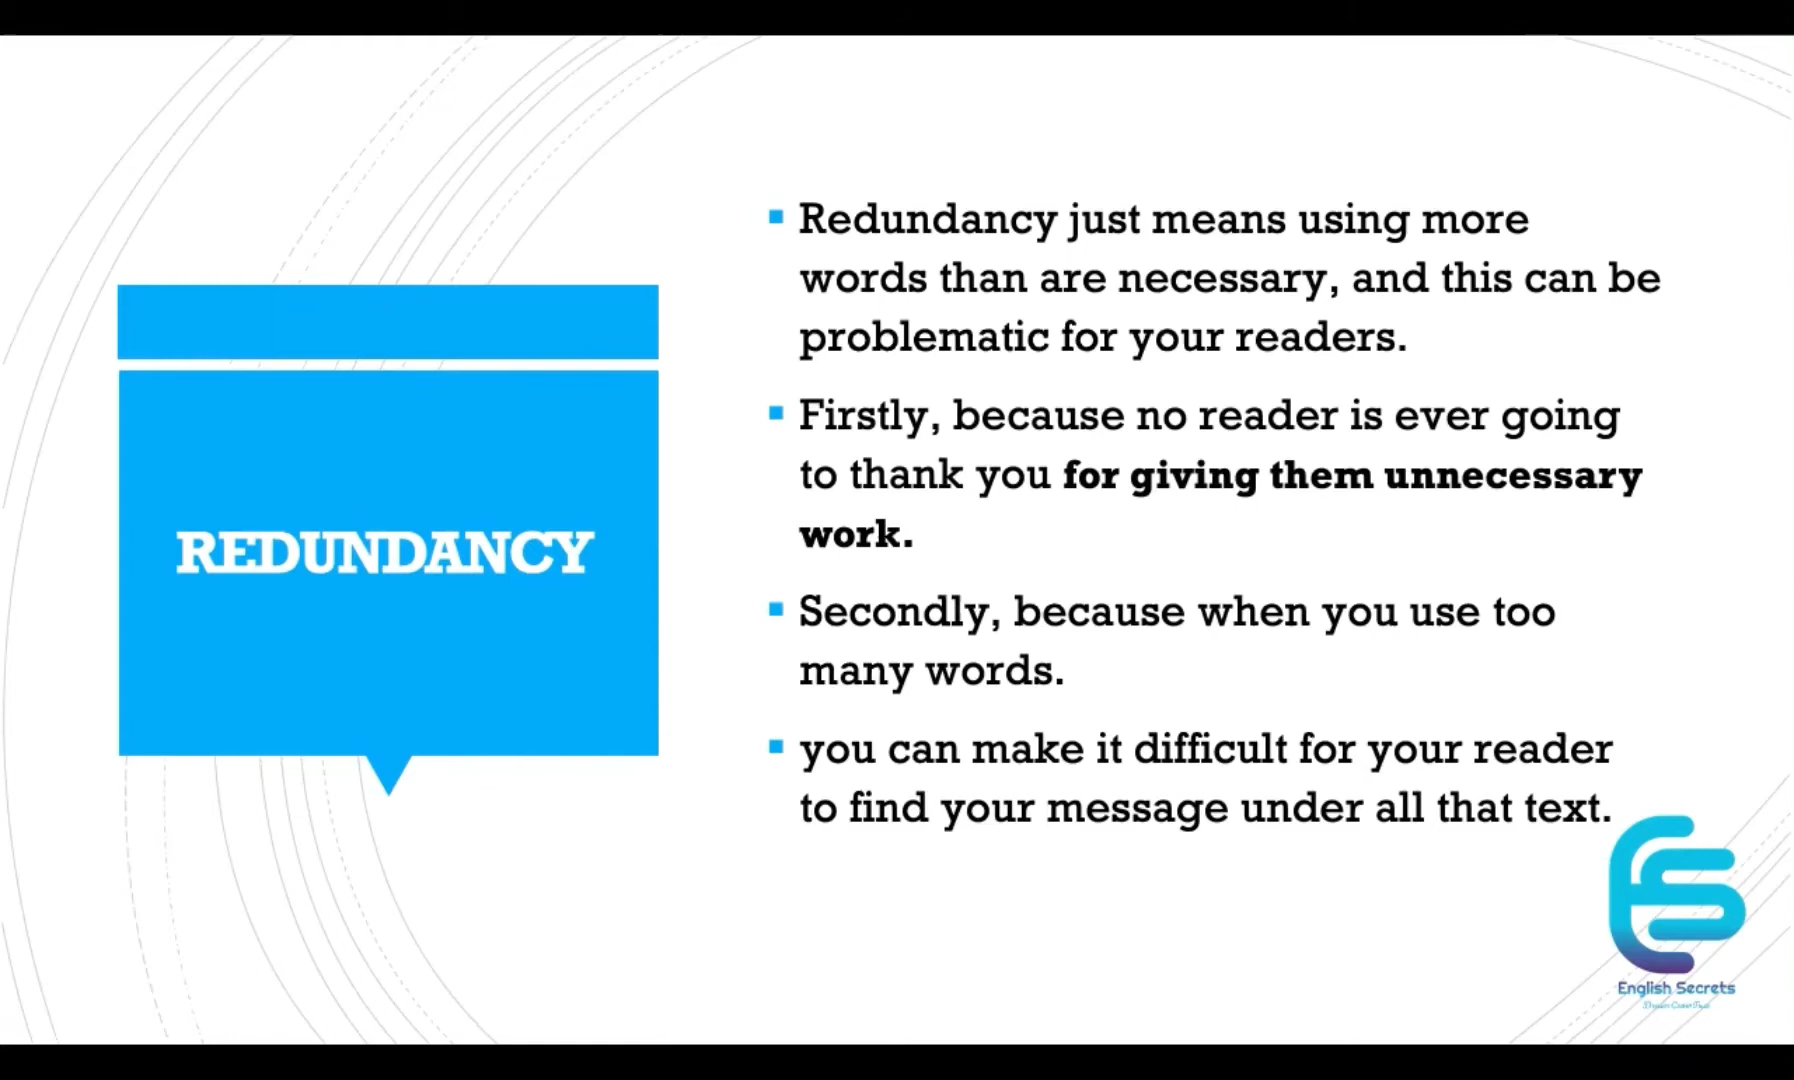 REDUNDANCY
Redundancy just means using more
words than are necessary, and this can be
problematic for your readers.
Firstly, because no reader is ever going
to thank you for giving them unnecessary
work.
Secondly, because when you use too
many words.
you can make it difficult for your reader
to find your message under all that text.
English Secrets